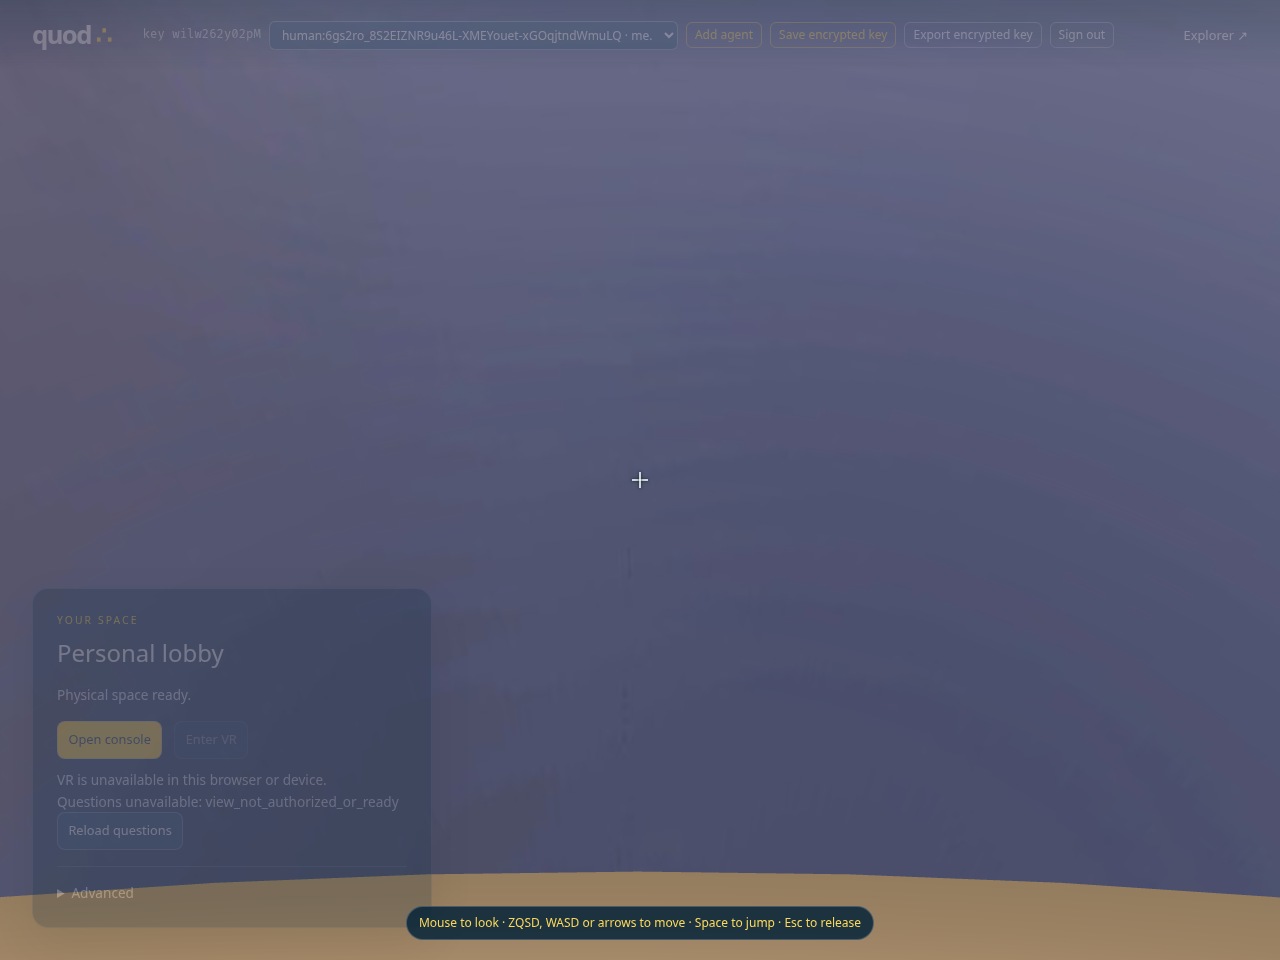 quod
key wilw262y02pM
human:6gs2ro_8S2EIZNR9u46L-XMEYouet-xGOqjtndWmuLQ · me.
Add agent
Save encrypted key
Export encrypted key
Sign out
Explorer ↗
YOUR SPACE
Personal lobby
Physical space ready.
Open console
Enter VR
VR is unavailable in this browser or device.
Questions unavailable: view_not_authorized_or_ready
Reload questions
Advanced
Mouse to look · ZQSD, WASD or arrows to move · Space to jump · Esc to release